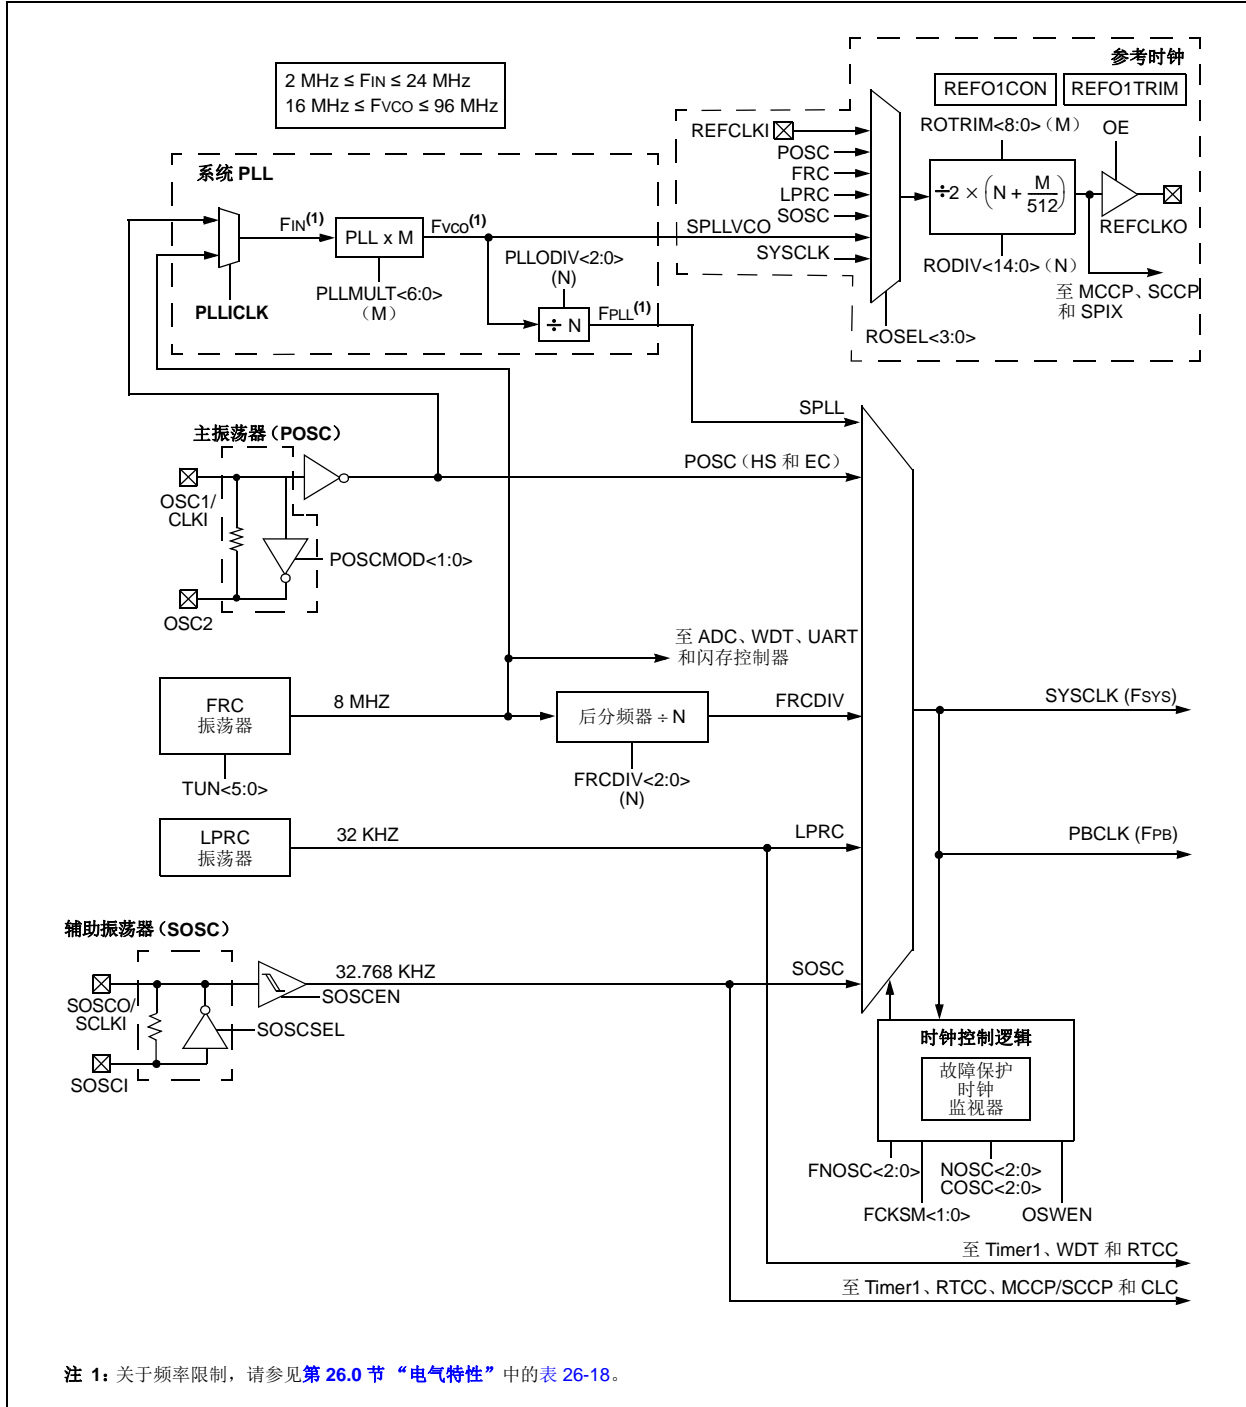 2 MHz ≤ FIN ≤ 24 MHz
16 MHz ≤ FVCO ≤ 96 MHz
参考时钟
REFO1CON
REFO1TRIM
REFCLKI
ROTRIM<8:0>（M）
OE
POSC
FRC
LPRC
SOSC
SPLLVCO
SYSCLK
÷2 × (N + M/512)
REFCLKO
RODIV<14:0>（N）
至 MCCP、SCCP
和 SPIX
ROSEL<3:0>
系统 PLL
FIN(1)
PLL x M
FVCO(1)
PLLODIV<2:0>
(N)
PLLMULT<6:0>
（M）
PLLICLK
÷ N
FPLL(1)
SPLL
主振荡器（POSC）
POSC（HS 和 EC）
OSC1/
CLKI
POSCMOD<1:0>
OSC2
至 ADC、WDT、UART
和闪存控制器
FRC
振荡器
8 MHZ
后分频器 ÷ N
FRCDIV
SYSCLK (FSYS)
TUN<5:0>
FRCDIV<2:0>
(N)
LPRC
振荡器
32 KHZ
LPRC
PBCLK (FPB)
辅助振荡器（SOSC）
32.768 KHZ
SOSC
SOSCO/
SCLKI
SOSCEN
SOSCSEL
SOSCI
时钟控制逻辑
故障保护
时钟
监视器
FNOSC<2:0>
NOSC<2:0>
COSC<2:0>
FCKSM<1:0>
OSWEN
至 Timer1、WDT 和 RTCC
至 Timer1、RTCC、MCCP/SCCP 和 CLC
注 1: 关于频率限制，请参见第 26.0 节 “电气特性”中的表 26-18。